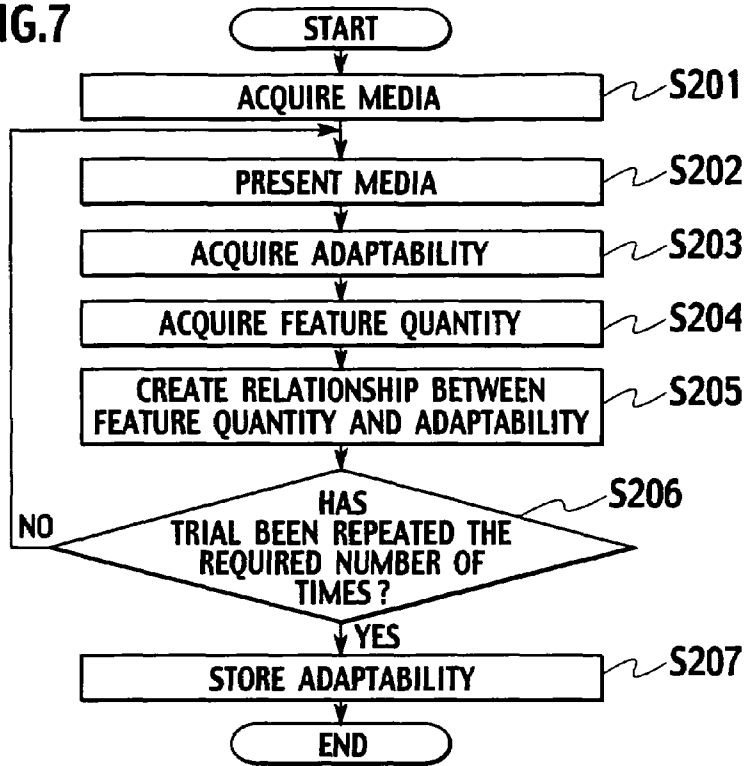 IG.7
START
ACQUIRE MEDIA
S201
PRESENT MEDIA
S202
ACQUIRE ADAPTABILITY
S203
ACQUIRE FEATURE QUANTITY
S204
CREATE RELATIONSHIP BETWEEN
FEATURE QUANTITY AND ADAPTABILITY
S205
HAS
TRIAL BEEN REPEATED THE
REQUIRED NUMBER OF
TIMES?
S206
NO
YES
STORE ADAPTABILITY
S207
END